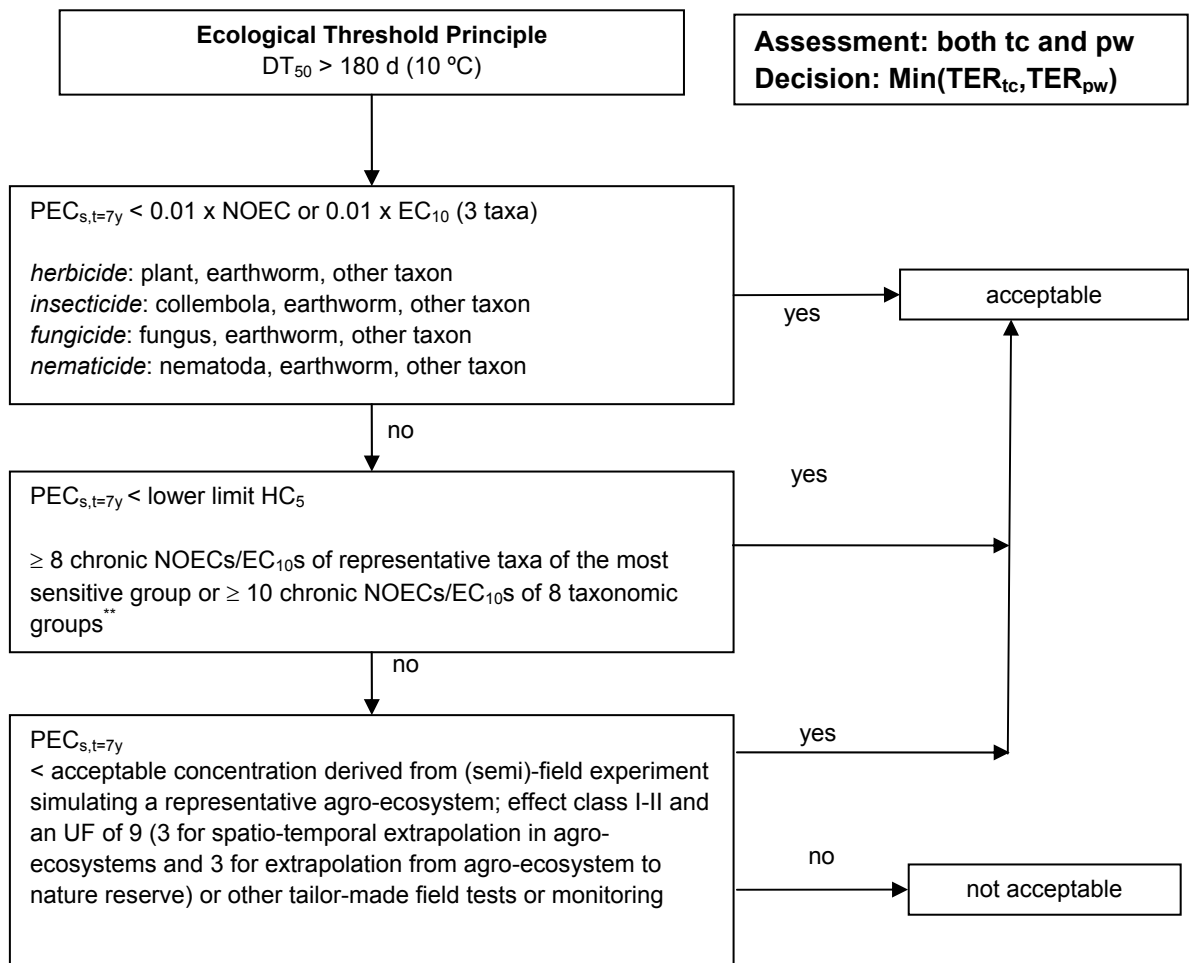 Ecological Threshold Principle
DT₅₀ > 180 d (10 ºC)
Assessment: both tc and pw
Decision: Min(TERtc,TERpw)
PECs,t=7y < 0.01 x NOEC or 0.01 x EC₁₀ (3 taxa)
herbicide: plant, earthworm, other taxon
insecticide: collembola, earthworm, other taxon
fungicide: fungus, earthworm, other taxon
nematicide: nematoda, earthworm, other taxon
yes
acceptable
no
PECs,t=7y < lower limit HC₅
≥ 8 chronic NOECs/EC₁₀s of representative taxa of the most
sensitive group or ≥ 10 chronic NOECs/EC₁₀s of 8 taxonomic
groups**
yes
no
PECs,t=7y
< acceptable concentration derived from (semi)-field experiment
simulating a representative agro-ecosystem; effect class I-II and
an UF of 9 (3 for spatio-temporal extrapolation in agro-
ecosystems and 3 for extrapolation from agro-ecosystem to
nature reserve) or other tailor-made field tests or monitoring
yes
no
not acceptable